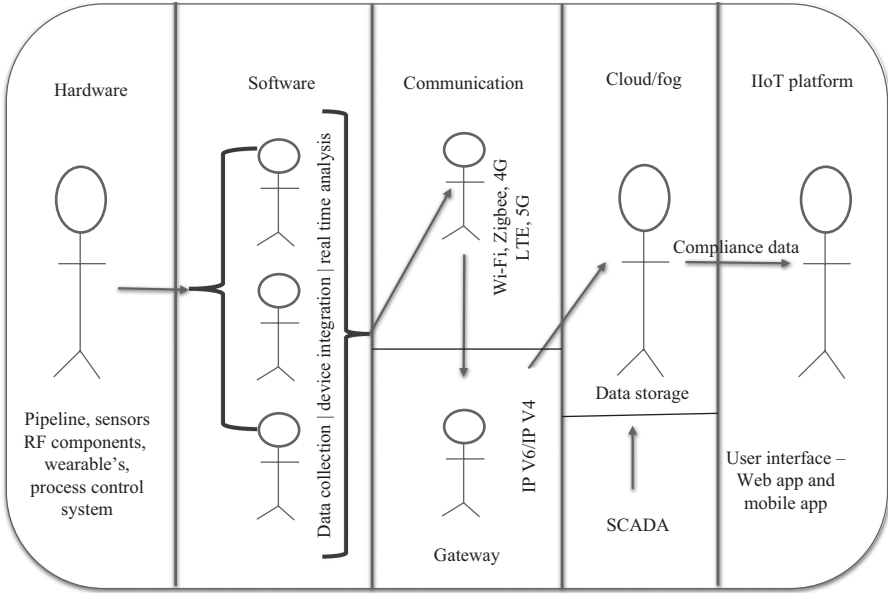 Hardware
Software
Communication
Cloud/fog
IIoT platform
Pipeline, sensors
RF components,
wearable's,
process control
system
Data collection | device integration | real time analysis
Wi-Fi, Zigbee, 4G
LTE, 5G
IP V6/IP V4
Gateway
Compliance data
Data storage
SCADA
User interface –
Web app and
mobile app